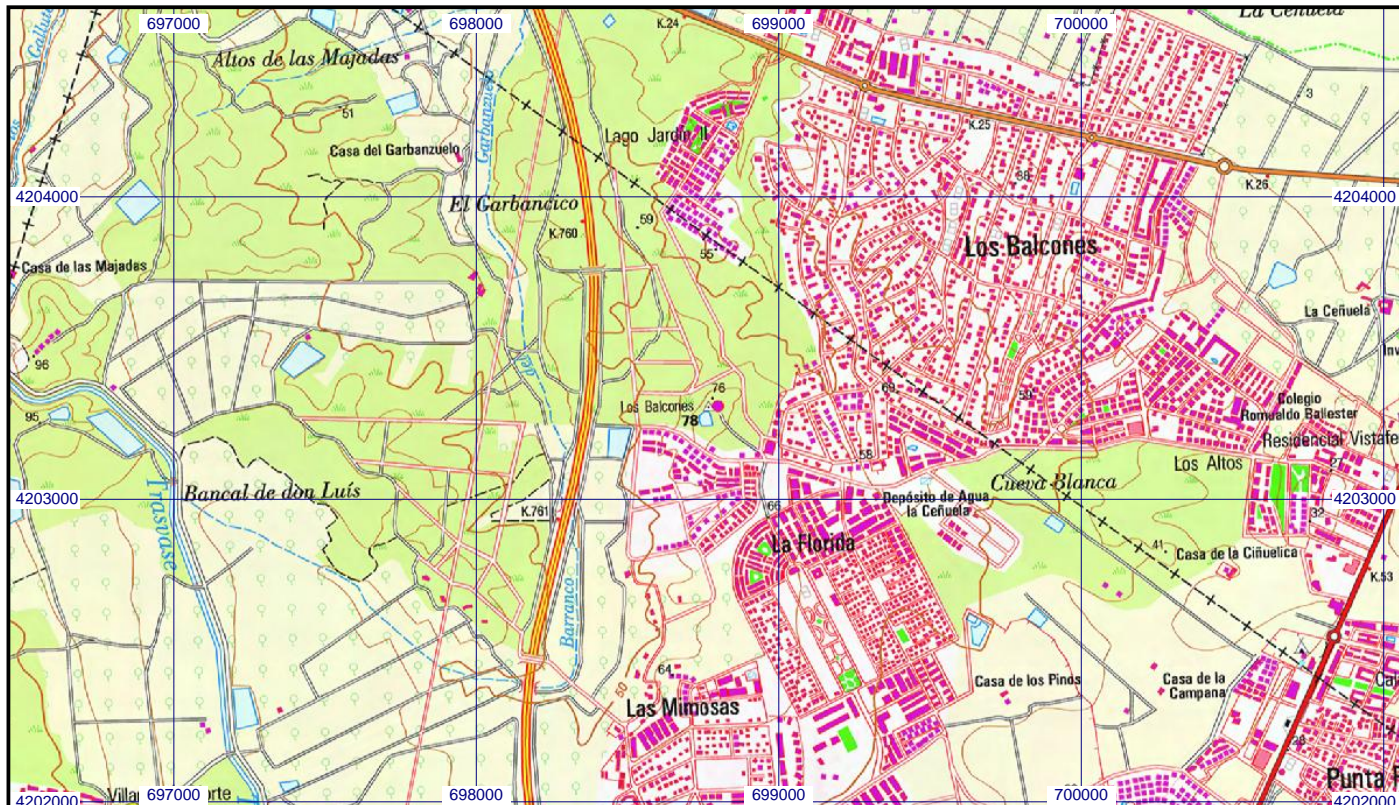 697000
698000
699000
700000
La Ceñuela
K.24
Altos de las Majadas
Garbanzuelo
51
3
Lago Jardín II
K.25
Casa del Garbanzuelo
38
K.26
4204000
4204000
El Garbancico
59
K.760
55
Los Balcones
Casa de las Majadas
La Ceñuela
del
96
69
76
59
Los Balcones
78
Colegio
Romualdo Ballester
95
58
Residencial Vistafe
Los Altos
27
4203000
Bancal de don Luís
Cueva Blanca
4203000
Trasvase
Depósito de Agua
la Ceñuela
K.761
66
32
La Florida
41
Casa de la Ciñuelica
K.53
Barranco
64
Casa de los Pinos
Casa de la
Campana
60
Las Mimosas
Punta
4202000
697000
698000
699000
700000